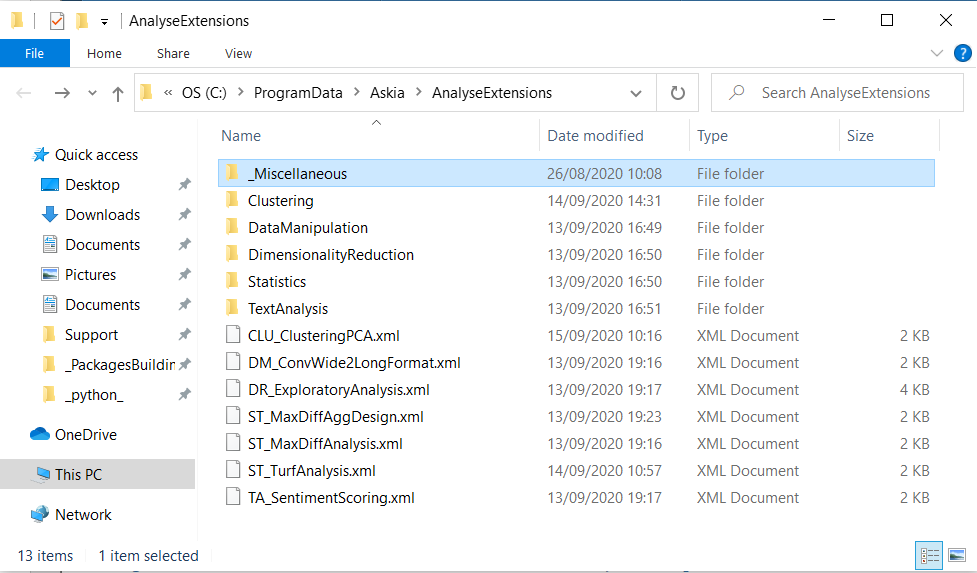 AnalyseExtensions
File Home Share View
« OS (C:) > ProgramData > Askia > AnalyseExtensions
Search AnalyseExtensions
Quick access
Desktop
Downloads
Documents
Pictures
Documents
Support
_PackagesBuildin
_python_
OneDrive
This PC
Network
Name Date modified Type Size
_Miscellaneous 26/08/2020 10:08 File folder
Clustering 14/09/2020 14:31 File folder
DataManipulation 13/09/2020 16:49 File folder
DimensionalityReduction 13/09/2020 16:50 File folder
Statistics 13/09/2020 16:50 File folder
TextAnalysis 13/09/2020 16:51 File folder
CLU_ClusteringPCA.xml 15/09/2020 10:16 XML Document 2 KB
DM_ConvWide2LongFormat.xml 13/09/2020 19:16 XML Document 2 KB
DR_ExploratoryAnalysis.xml 13/09/2020 19:17 XML Document 4 KB
ST_MaxDiffAggDesign.xml 13/09/2020 19:23 XML Document 2 KB
ST_MaxDiffAnalysis.xml 13/09/2020 19:16 XML Document 2 KB
ST_TurfAnalysis.xml 14/09/2020 10:57 XML Document 2 KB
TA_SentimentScoring.xml 13/09/2020 19:17 XML Document 2 KB
13 items 1 item selected